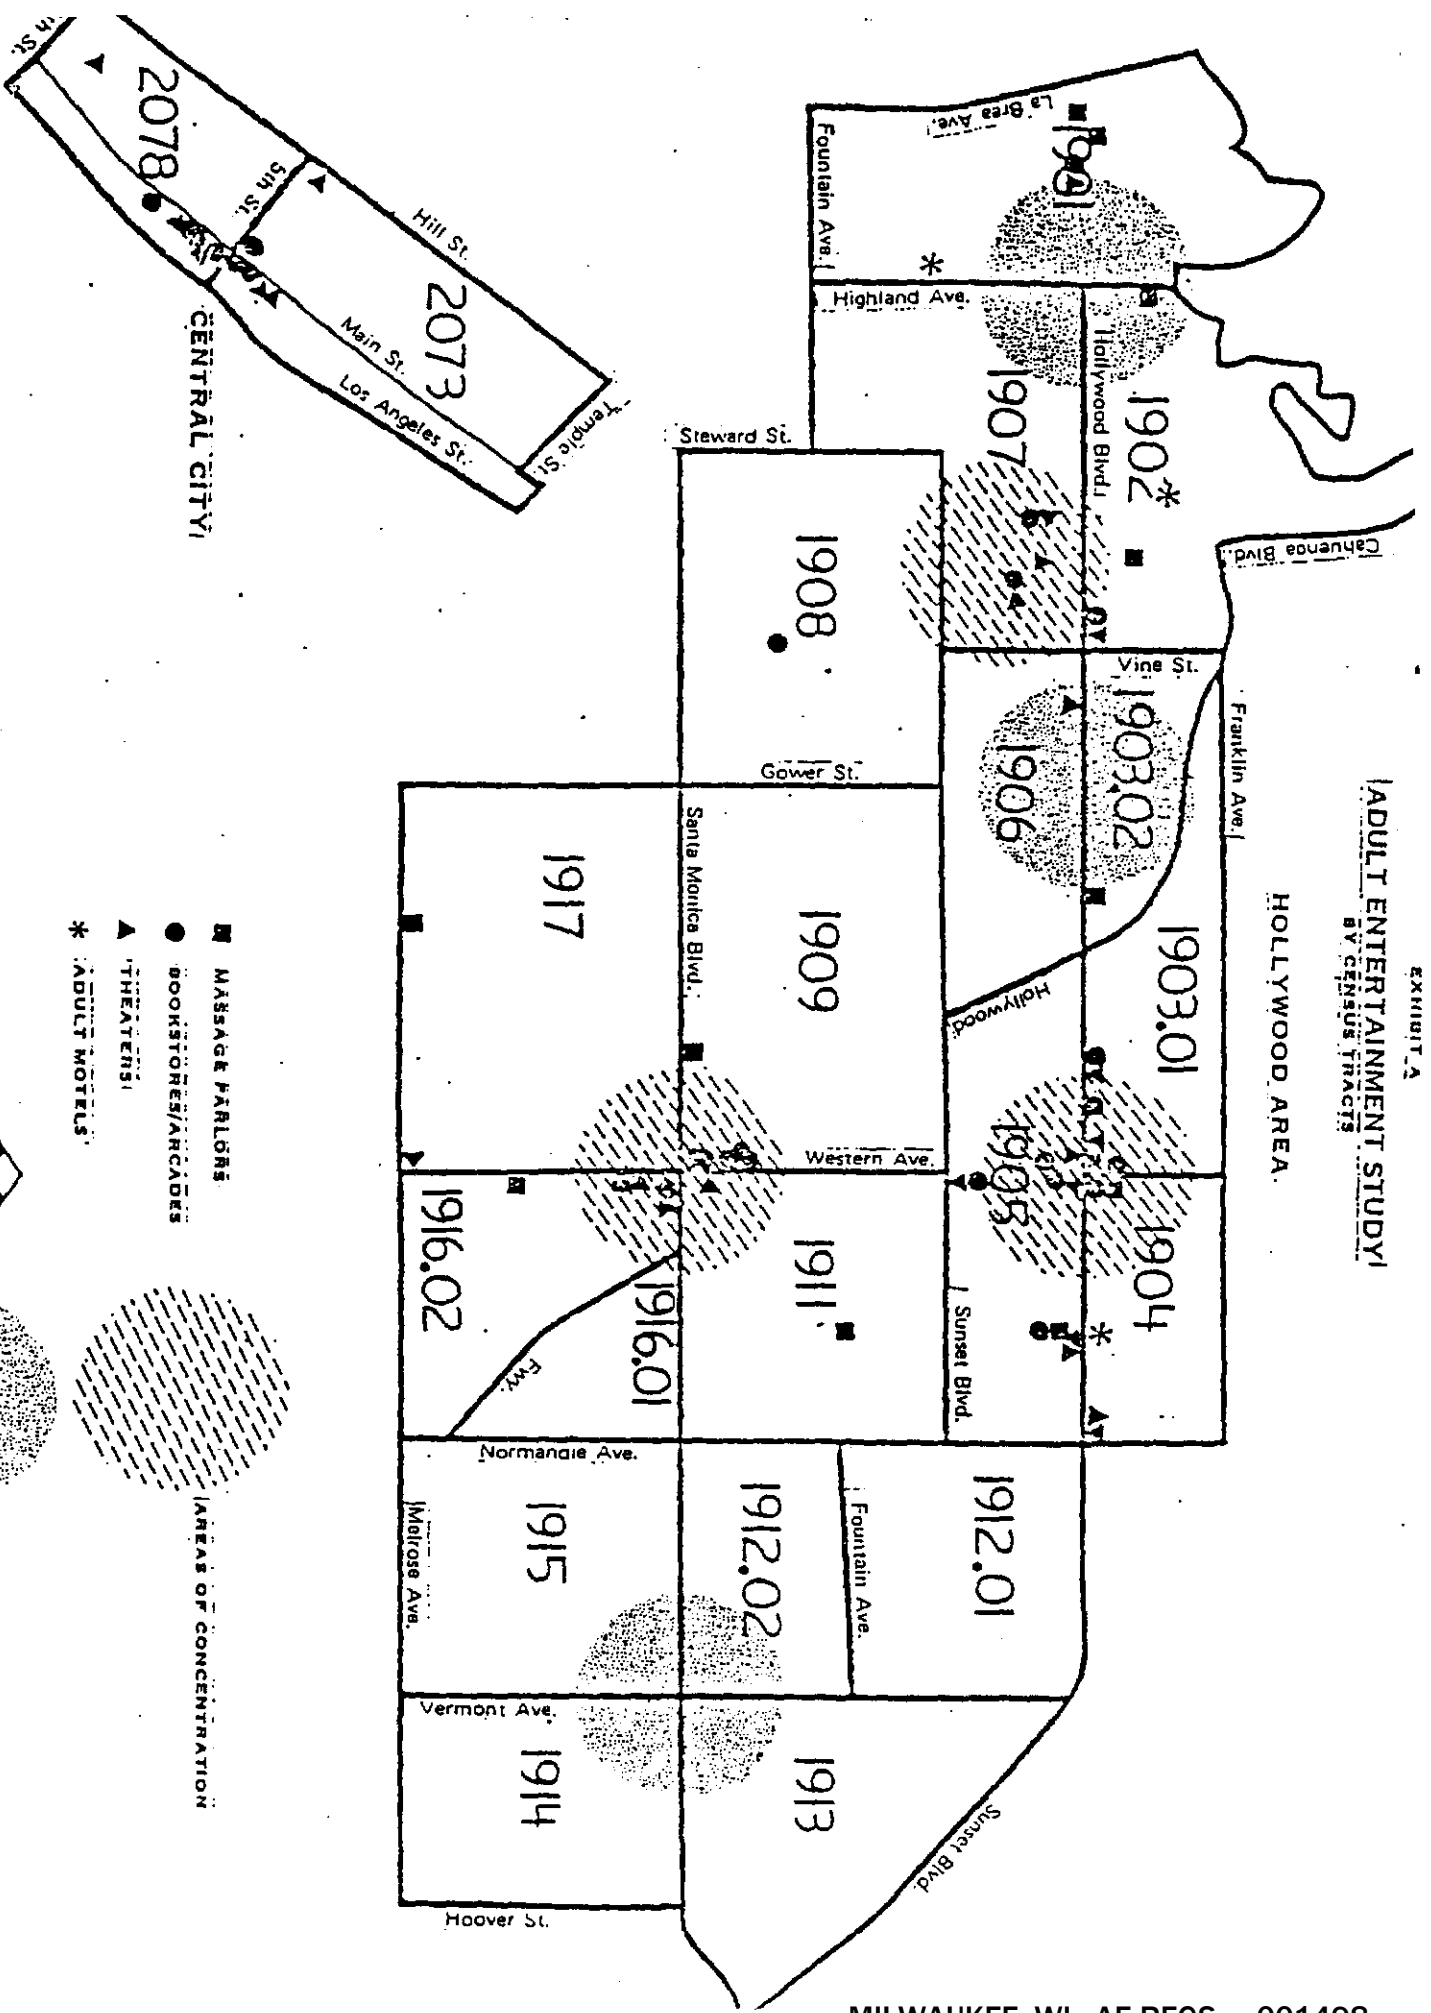 EXHIBIT A
ADULT ENTERTAINMENT STUDY
BY CENSUS TRACTS
HOLLYWOOD AREA
La Brea Ave.
Fountain Ave.
1901
Highland Ave.
Hollywood Blvd.
1902
1907
Cahuenga Blvd.
Steward St.
1908
Vine St.
Franklin Ave.
1903.02
1906
Gower St.
Santa Monica Blvd.
1917
1909
1903.01
Hollywood
Western Ave.
1905
1904
1911
Sunset Blvd.
1916.02
1916.01
Fwy.
Normandie Ave.
1915
1912.02
1912.01
Fountain Ave.
Melrose Ave.
Vermont Ave.
1914
1913
Sunset Blvd.
Hoover St.
2078
5th St.
Hill St.
2073
Main St.
Los Angeles St.
Temple St.
CENTRAL CITY
MASSAGE PARLORS
BOOKSTORES/ARCADES
THEATERS
ADULT MOTELS
AREAS OF CONCENTRATION